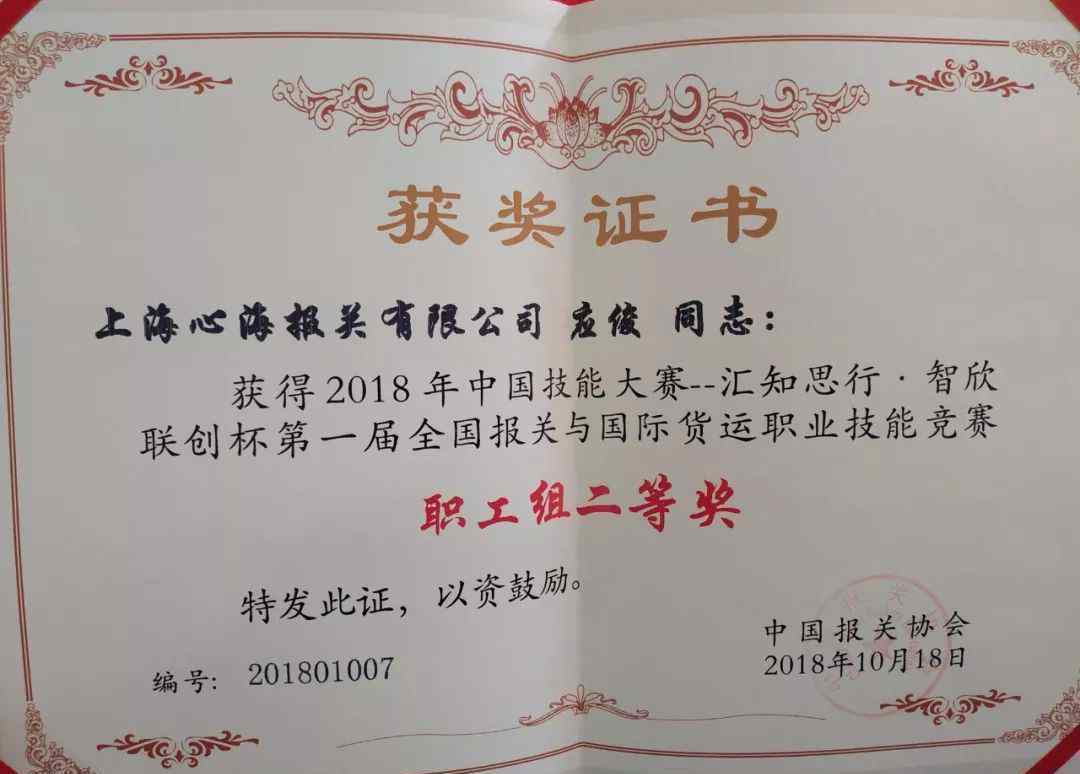 获奖证书
上海心海报关有限公司 应俊 同志：
获得2018年中国技能大赛--汇知思行·智欣
联创杯第一届全国报关与国际货运职业技能竞赛
职工组二等奖
特发此证，以资鼓励。
中国报关协会
2018年10月18日
编号：201801007